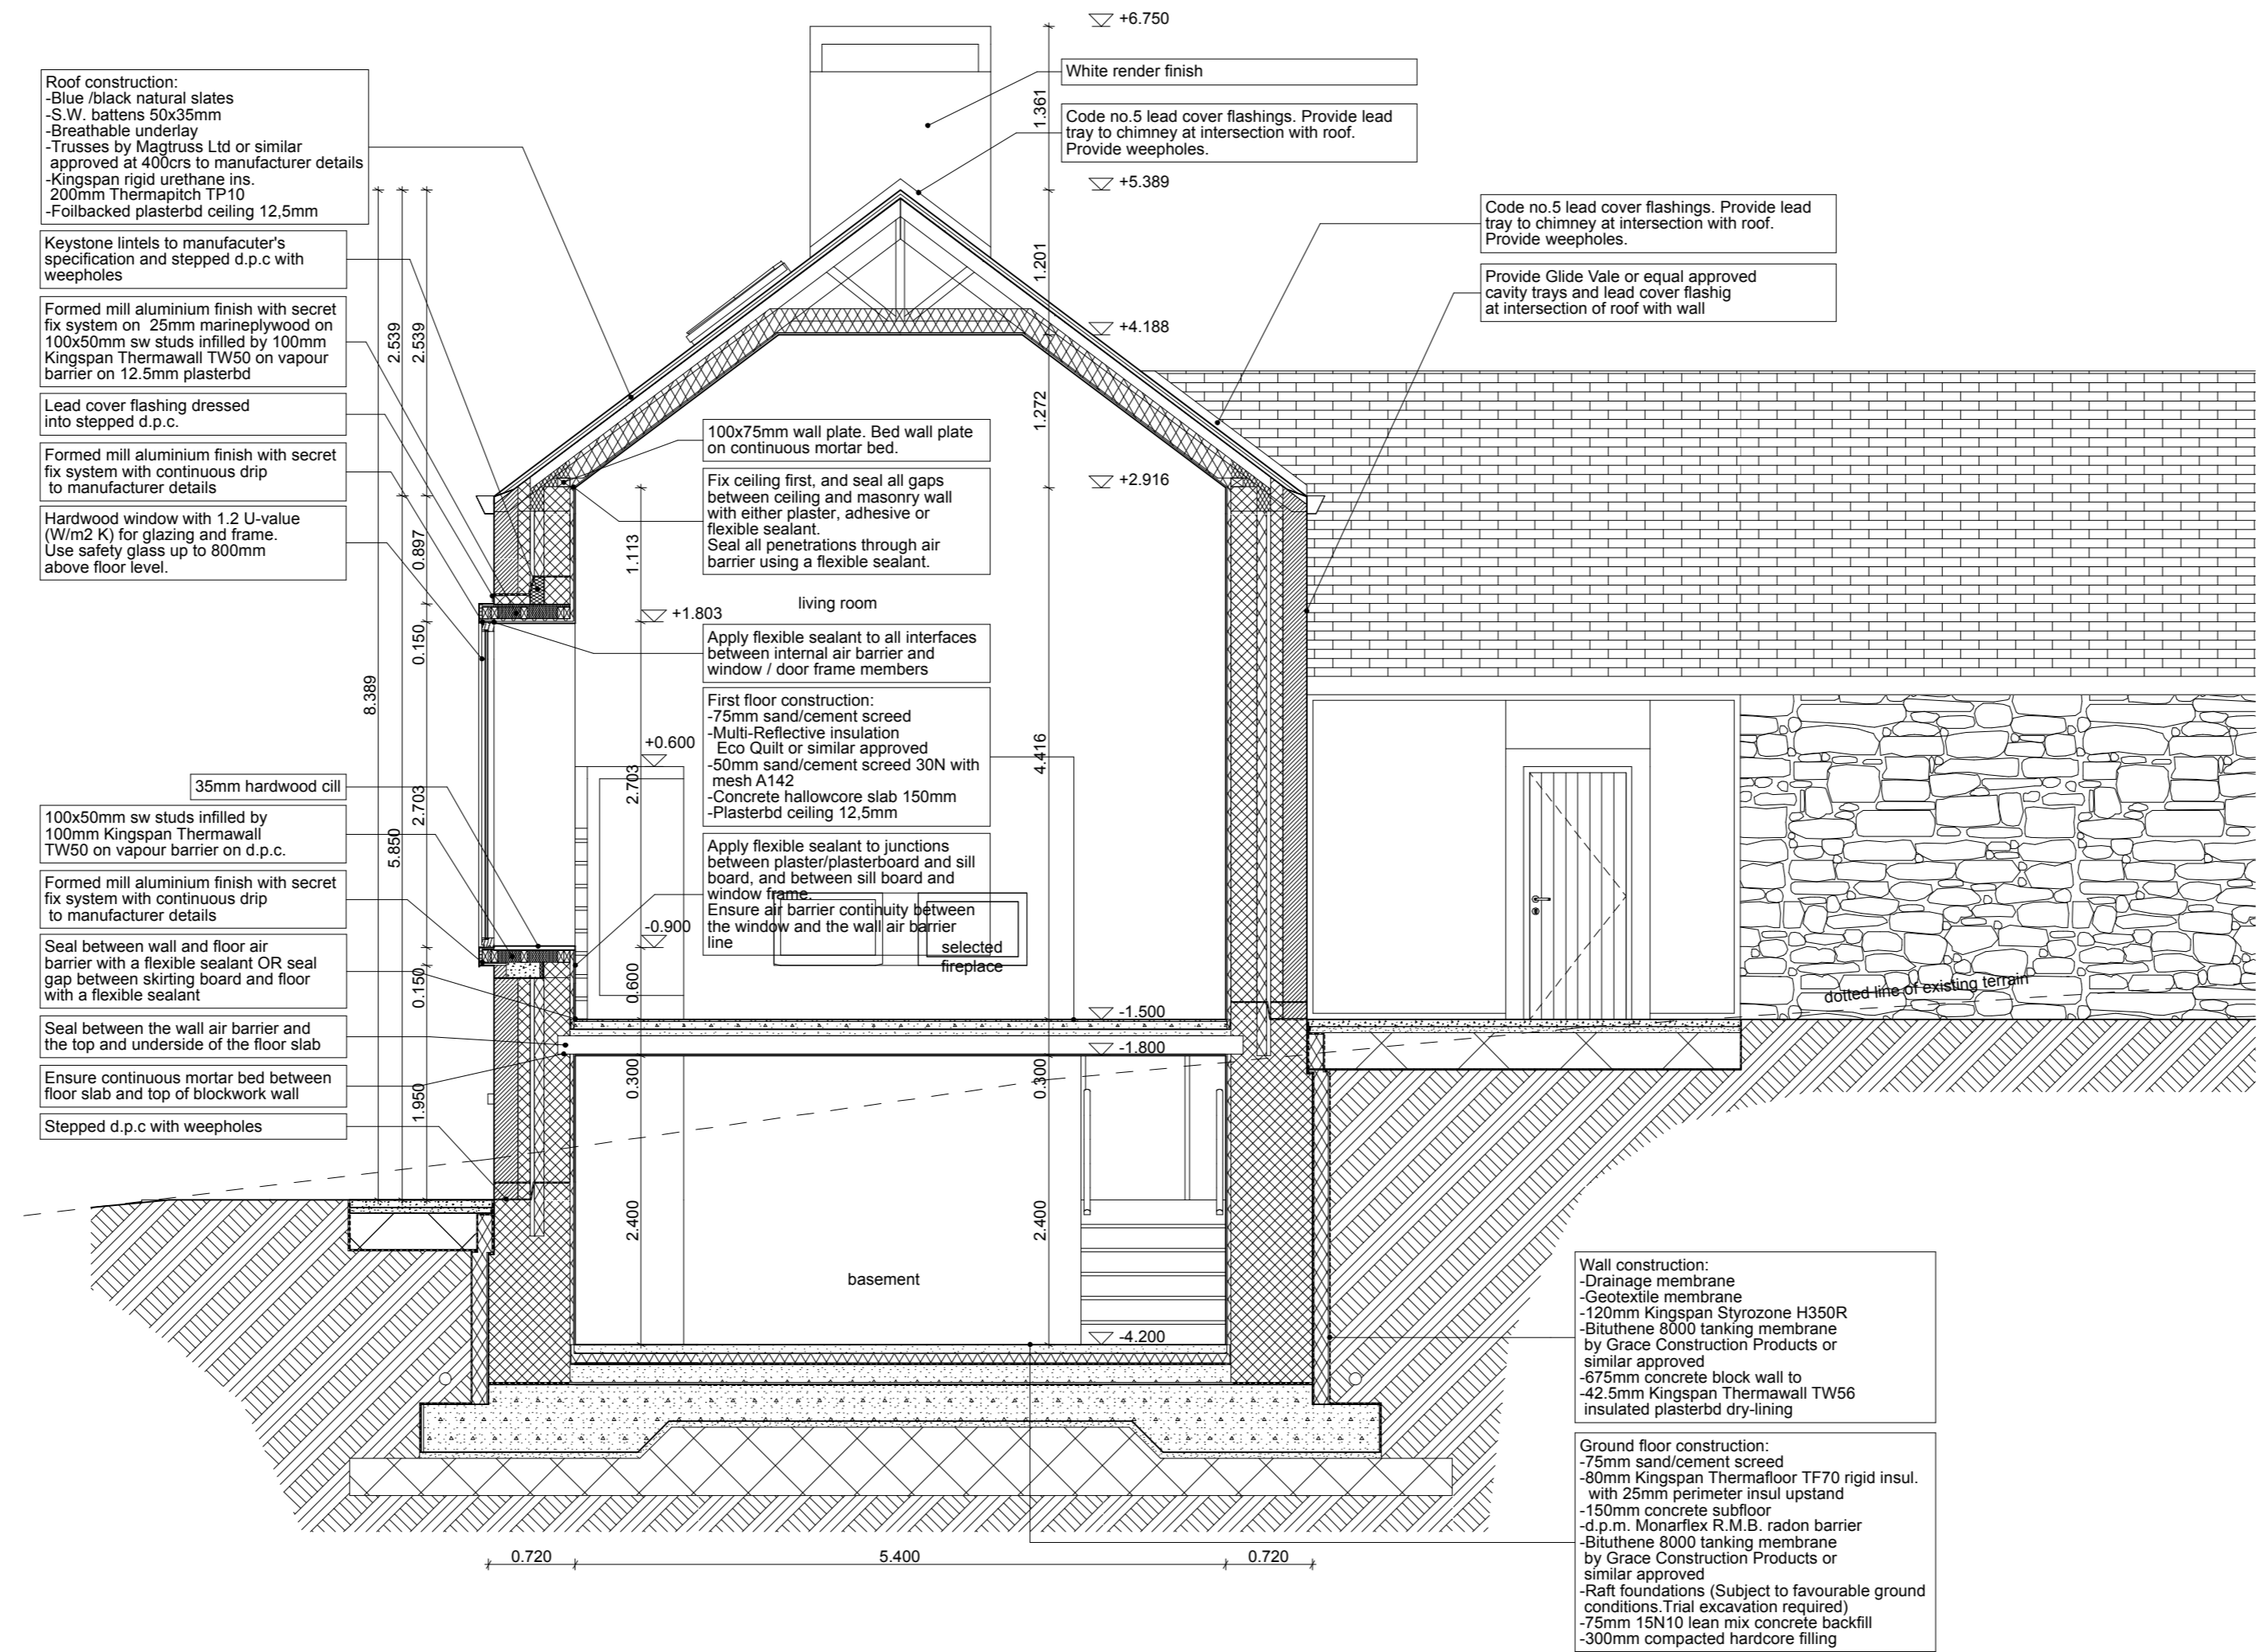 Roof construction:
-Blue /black natural slates
-S.W. battens 50x35mm
-Breathable underlay
-Trusses by Magtruss Ltd or similar
approved at 400crs to manufacturer details
-Kingspan rigid urethane ins.
200mm Thermapitch TP10
-Foilbacked plasterbd ceiling 12,5mm
Keystone lintels to manufacuter's
specification and stepped d.p.c with
weepholes
Formed mill aluminium finish with secret
fix system on 25mm marineplywood on
100x50mm sw studs infilled by 100mm
Kingspan Thermawall TW50 on vapour
barrier on 12.5mm plasterbd
Lead cover flashing dressed
into stepped d.p.c.
Formed mill aluminium finish with secret
fix system with continuous drip
to manufacturer details
Hardwood window with 1.2 U-value
(W/m2 K) for glazing and frame.
Use safety glass up to 800mm
above floor level.
35mm hardwood cill
100x50mm sw studs infilled by
100mm Kingspan Thermawall
TW50 on vapour barrier on d.p.c.
Formed mill aluminium finish with secret
fix system with continuous drip
to manufacturer details
Seal between wall and floor air
barrier with a flexible sealant OR seal
gap between skirting board and floor
with a flexible sealant
Seal between the wall air barrier and
the top and underside of the floor slab
Ensure continuous mortar bed between
floor slab and top of blockwork wall
Stepped d.p.c with weepholes
8.389
2.539
5.850
2.539
0.897
0.150
2.703
0.150
1.950
1.113
+1.803
+0.600
2.703
-0.900
0.600
0.300
2.400
100x75mm wall plate. Bed wall plate
on continuous mortar bed.
Fix ceiling first, and seal all gaps
between ceiling and masonry wall
with either plaster, adhesive or
flexible sealant.
Seal all penetrations through air
barrier using a flexible sealant.
living room
Apply flexible sealant to all interfaces
between internal air barrier and
window / door frame members
First floor construction:
-75mm sand/cement screed
-Multi-Reflective insulation
Eco Quilt or similar approved
-50mm sand/cement screed 30N with
mesh A142
-Concrete hallowcore slab 150mm
-Plasterbd ceiling 12,5mm
Apply flexible sealant to junctions
between plaster/plasterboard and sill
board, and between sill board and
window frame.
Ensure air barrier continuity between
the window and the wall air barrier
line
selected
fireplace
basement
+6.750
1.361
+5.389
1.201
+4.188
1.272
+2.916
4.416
-1.500
-1.800
0.300
2.400
-4.200
White render finish
Code no.5 lead cover flashings. Provide lead
tray to chimney at intersection with roof.
Provide weepholes.
Code no.5 lead cover flashings. Provide lead
tray to chimney at intersection with roof.
Provide weepholes.
Provide Glide Vale or equal approved
cavity trays and lead cover flashig
at intersection of roof with wall
dotted line of existing terrain
Wall construction:
-Drainage membrane
-Geotextile membrane
-120mm Kingspan Styrozone H350R
-Bituthene 8000 tanking membrane
by Grace Construction Products or
similar approved
-675mm concrete block wall to
-42.5mm Kingspan Thermawall TW56
insulated plasterbd dry-lining
Ground floor construction:
-75mm sand/cement screed
-80mm Kingspan Thermafloor TF70 rigid insul.
with 25mm perimeter insul upstand
-150mm concrete subfloor
-d.p.m. Monarflex R.M.B. radon barrier
-Bituthene 8000 tanking membrane
by Grace Construction Products or
similar approved
-Raft foundations (Subject to favourable ground
conditions.Trial excavation required)
-75mm 15N10 lean mix concrete backfill
-300mm compacted hardcore filling
0.720
5.400
0.720